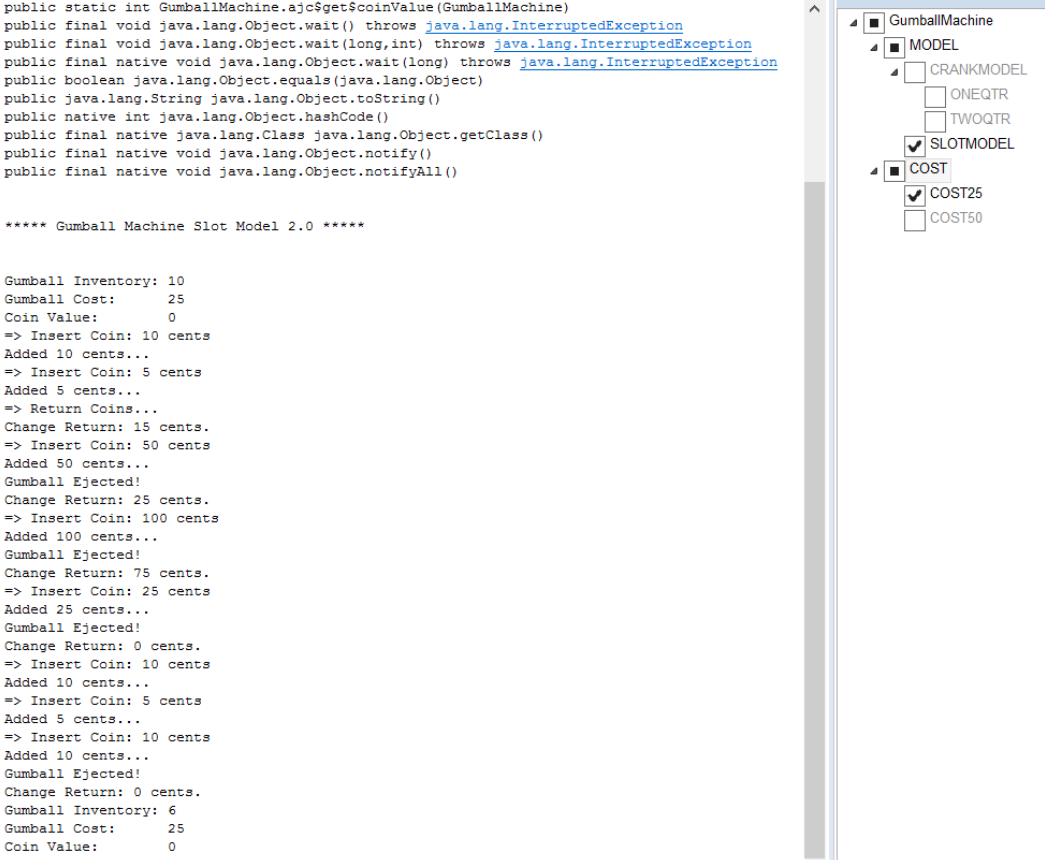 public static int GumballMachine.ajc$get$coinValue(GumballMachine)
public final void java.lang.Object.wait() throws java.lang.InterruptedException
public final void java.lang.Object.wait(long,int) throws java.lang.InterruptedException
public final native void java.lang.Object.wait(long) throws java.lang.InterruptedException
public boolean java.lang.Object.equals(java.lang.Object)
public java.lang.String java.lang.Object.toString()
public native int java.lang.Object.hashCode()
public final native java.lang.Class java.lang.Object.getClass()
public final native void java.lang.Object.notify()
public final native void java.lang.Object.notifyAll()
***** Gumball Machine Slot Model 2.0 *****
Gumball Inventory: 10
Gumball Cost: 25
Coin Value: 0
=> Insert Coin: 10 cents
Added 10 cents...
=> Insert Coin: 5 cents
Added 5 cents...
=> Return Coins...
Change Return: 15 cents.
=> Insert Coin: 50 cents
Added 50 cents...
Gumball Ejected!
Change Return: 25 cents.
=> Insert Coin: 100 cents
Added 100 cents...
Gumball Ejected!
Change Return: 75 cents.
=> Insert Coin: 25 cents
Added 25 cents...
Gumball Ejected!
Change Return: 0 cents.
=> Insert Coin: 10 cents
Added 10 cents...
=> Insert Coin: 5 cents
Added 5 cents...
=> Insert Coin: 10 cents
Added 10 cents...
Gumball Ejected!
Change Return: 0 cents.
Gumball Inventory: 6
Gumball Cost: 25
Coin Value: 0
GumballMachine
MODEL
CRANKMODEL
ONEQTR
TWOQTR
SLOTMODEL
COST
COST25
COST50